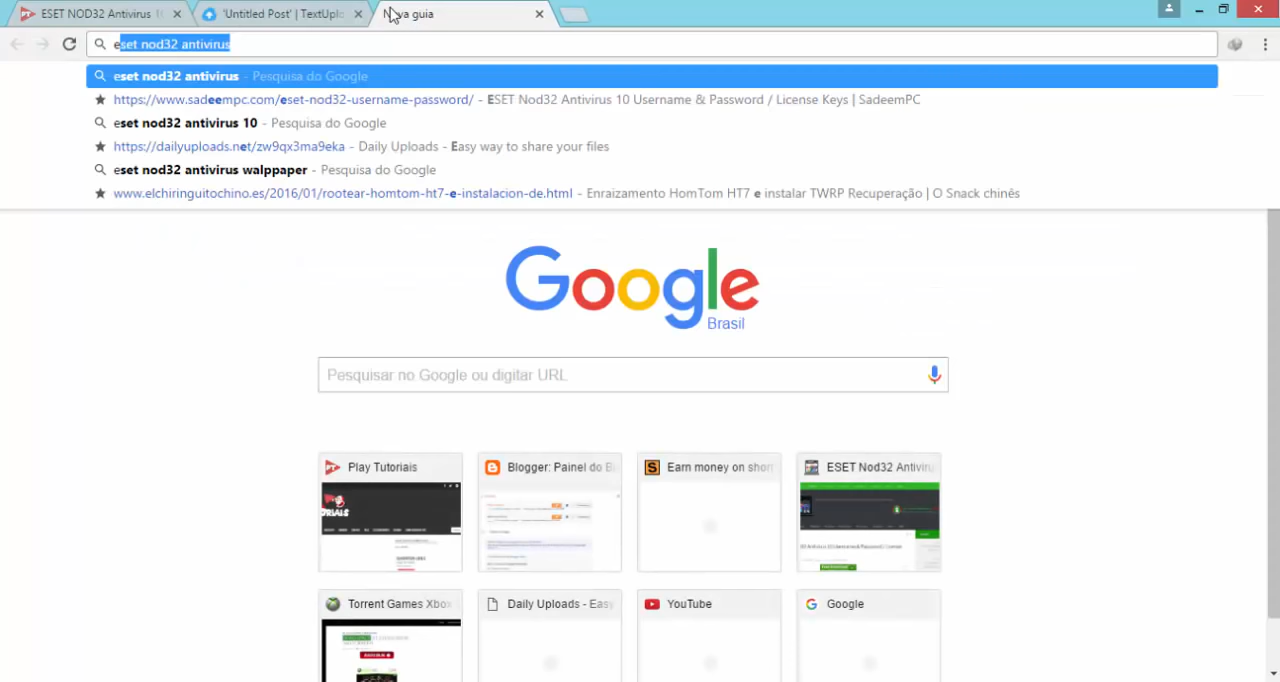 ESET NOD32 Antivirus 1
'Untitled Post' | TextUplo
Nova guia
eset nod32 antivirus
eset nod32 antivirus - Pesquisa do Google
https://www.sadeempc.com/eset-nod32-username-password/ - ESET Nod32 Antivirus 10 Username & Password / License Keys | SadeemPC
eset nod32 antivirus 10 - Pesquisa do Google
https://dailyuploads.net/zw9qx3ma9eka - Daily Uploads - Easy way to share your files
eset nod32 antivirus walppaper - Pesquisa do Google
www.elchiringuitochino.es/2016/01/rootear-homtom-ht7-e-instalacion-de.html - Enraizamento HomTom HT7 e instalar TWRP Recuperação | O Snack chinês
Google
Brasil
Pesquisar no Google ou digitar URL
Play Tutoriais
Blogger: Painel do Bl
Earn money on short
ESET Nod32 Antiviru
Torrent Games Xbox
Daily Uploads - Easy
YouTube
Google